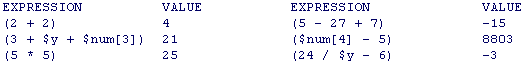 EXPRESSION VALUE EXPRESSION VALUE
(2 + 2) 4 (5 - 27 + 7) -15
(3 + $y + $num[3]) 21 ($num[4] - 5) 8803
(5 * 5) 25 (24 / $y - 6) -3